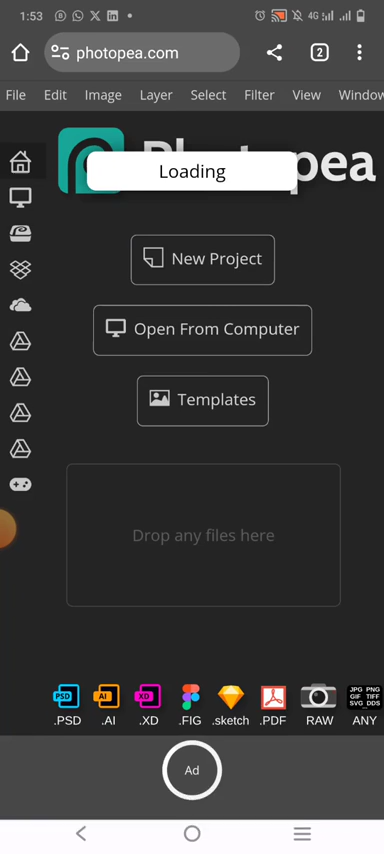 1:53
4G
photopea.com
2
File Edit Image Layer Select Filter View Window
Photopea
Loading
New Project
Open From Computer
Templates
Drop any files here
PSD AI XD PDF JPG PNG GIF TIFF SVG DDS
.PSD .AI .XD .FIG .sketch .PDF RAW ANY
Ad